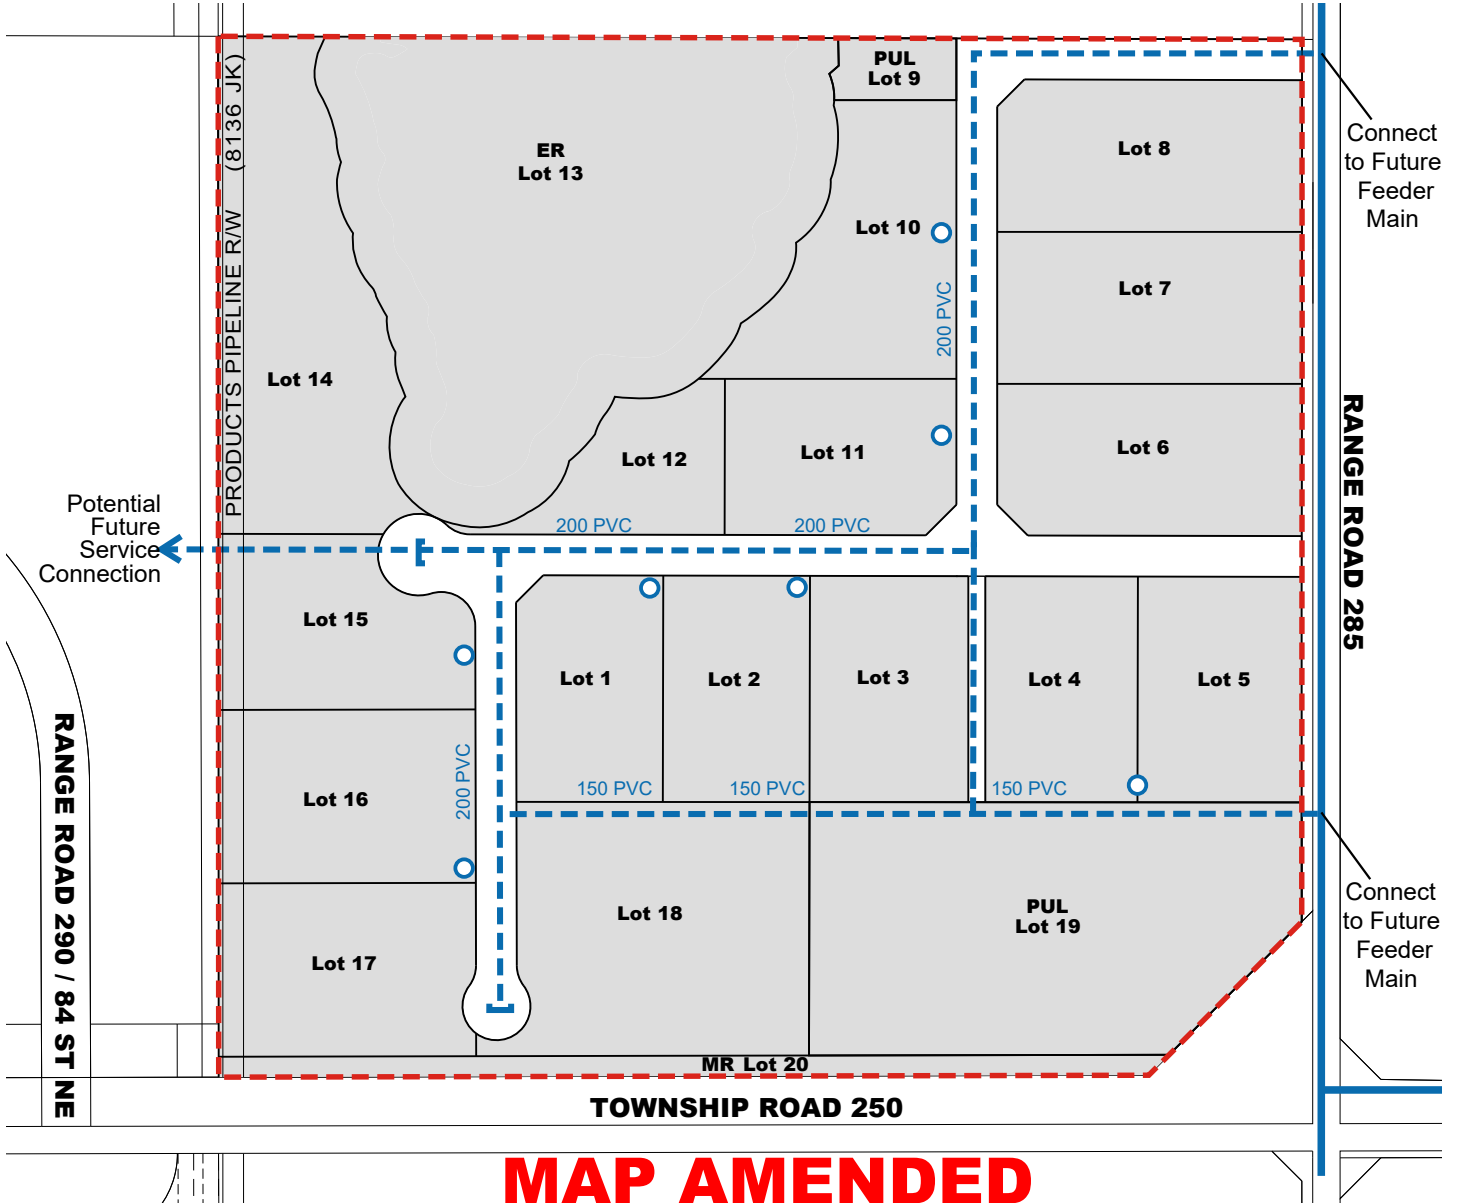 PUL
Lot 9
(8136 JK)
PRODUCTS PIPELINE R/W
ER
Lot 13
Lot 8
Connect
to Future
Feeder
Main
Lot 10
Lot 7
200 PVC
Lot 14
RANGE ROAD 285
Lot 12
Lot 11
Lot 6
Potential
Future
Service
Connection
200 PVC
200 PVC
Lot 15
Lot 1
Lot 2
Lot 3
Lot 4
Lot 5
RANGE ROAD 290 / 84 ST NE
Lot 16
200 PVC
150 PVC
150 PVC
150 PVC
Connect
to Future
Feeder
Main
Lot 18
PUL
Lot 19
Lot 17
MR Lot 20
TOWNSHIP ROAD 250
MAP AMENDED